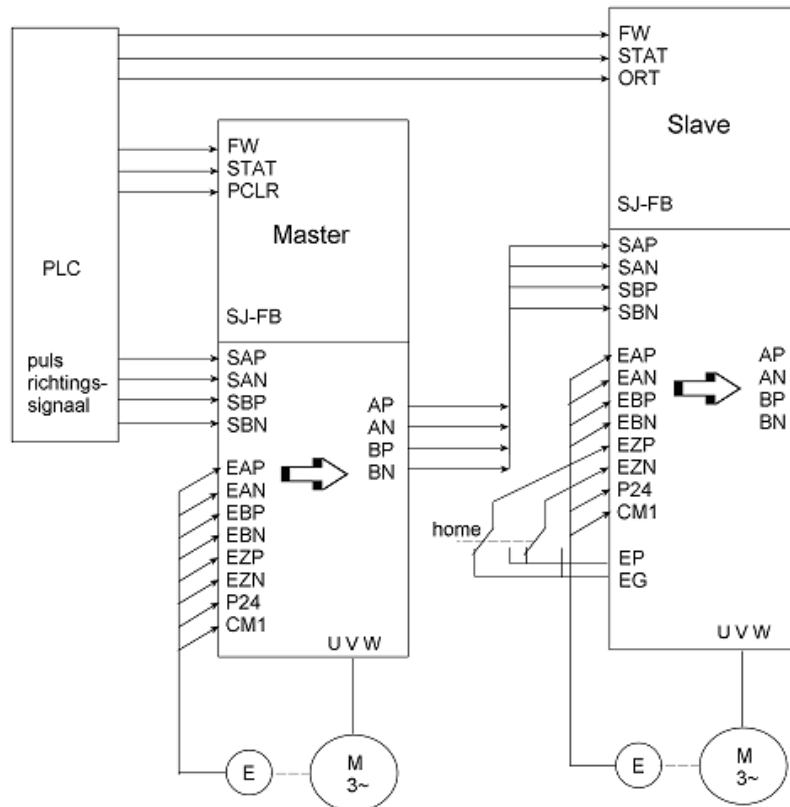 PLC
puls
richtings-
signaal
FW
STAT
PCLR
Master
SJ-FB
SAP
SAN
SBP
SBN
EAP
EAN
EBP
EBN
EZP
EZN
P24
CM1
AP
AN
BP
BN
U V W
E
M
3~
FW
STAT
ORT
Slave
SJ-FB
SAP
SAN
SBP
SBN
EAP
EAN
EBP
EBN
EZP
EZN
P24
CM1
home
EP
EG
AP
AN
BP
BN
U V W
E
M
3~